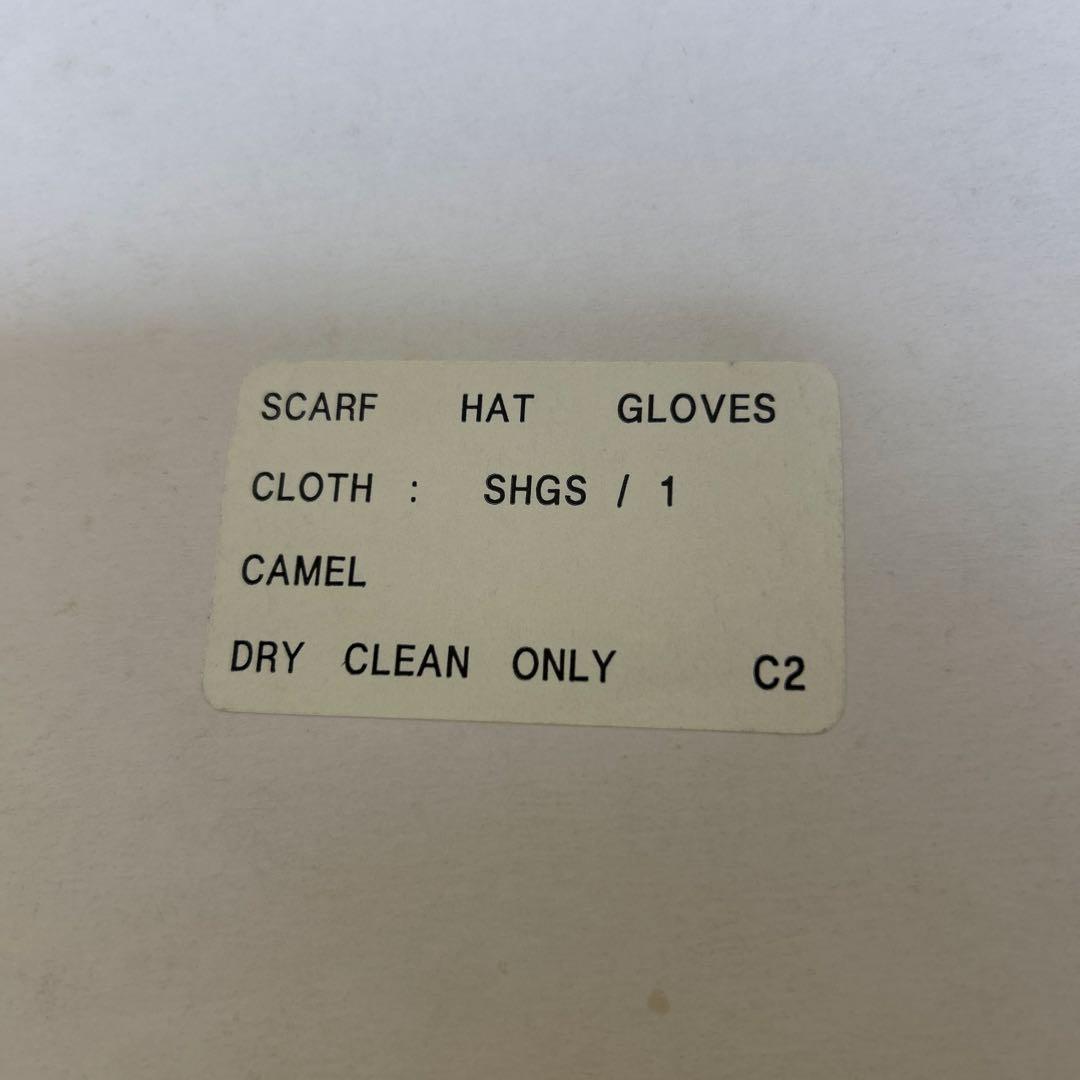 SCARF HAT GLOVES
CLOTH : SHGS / 1
CAMEL
DRY CLEAN ONLY C2